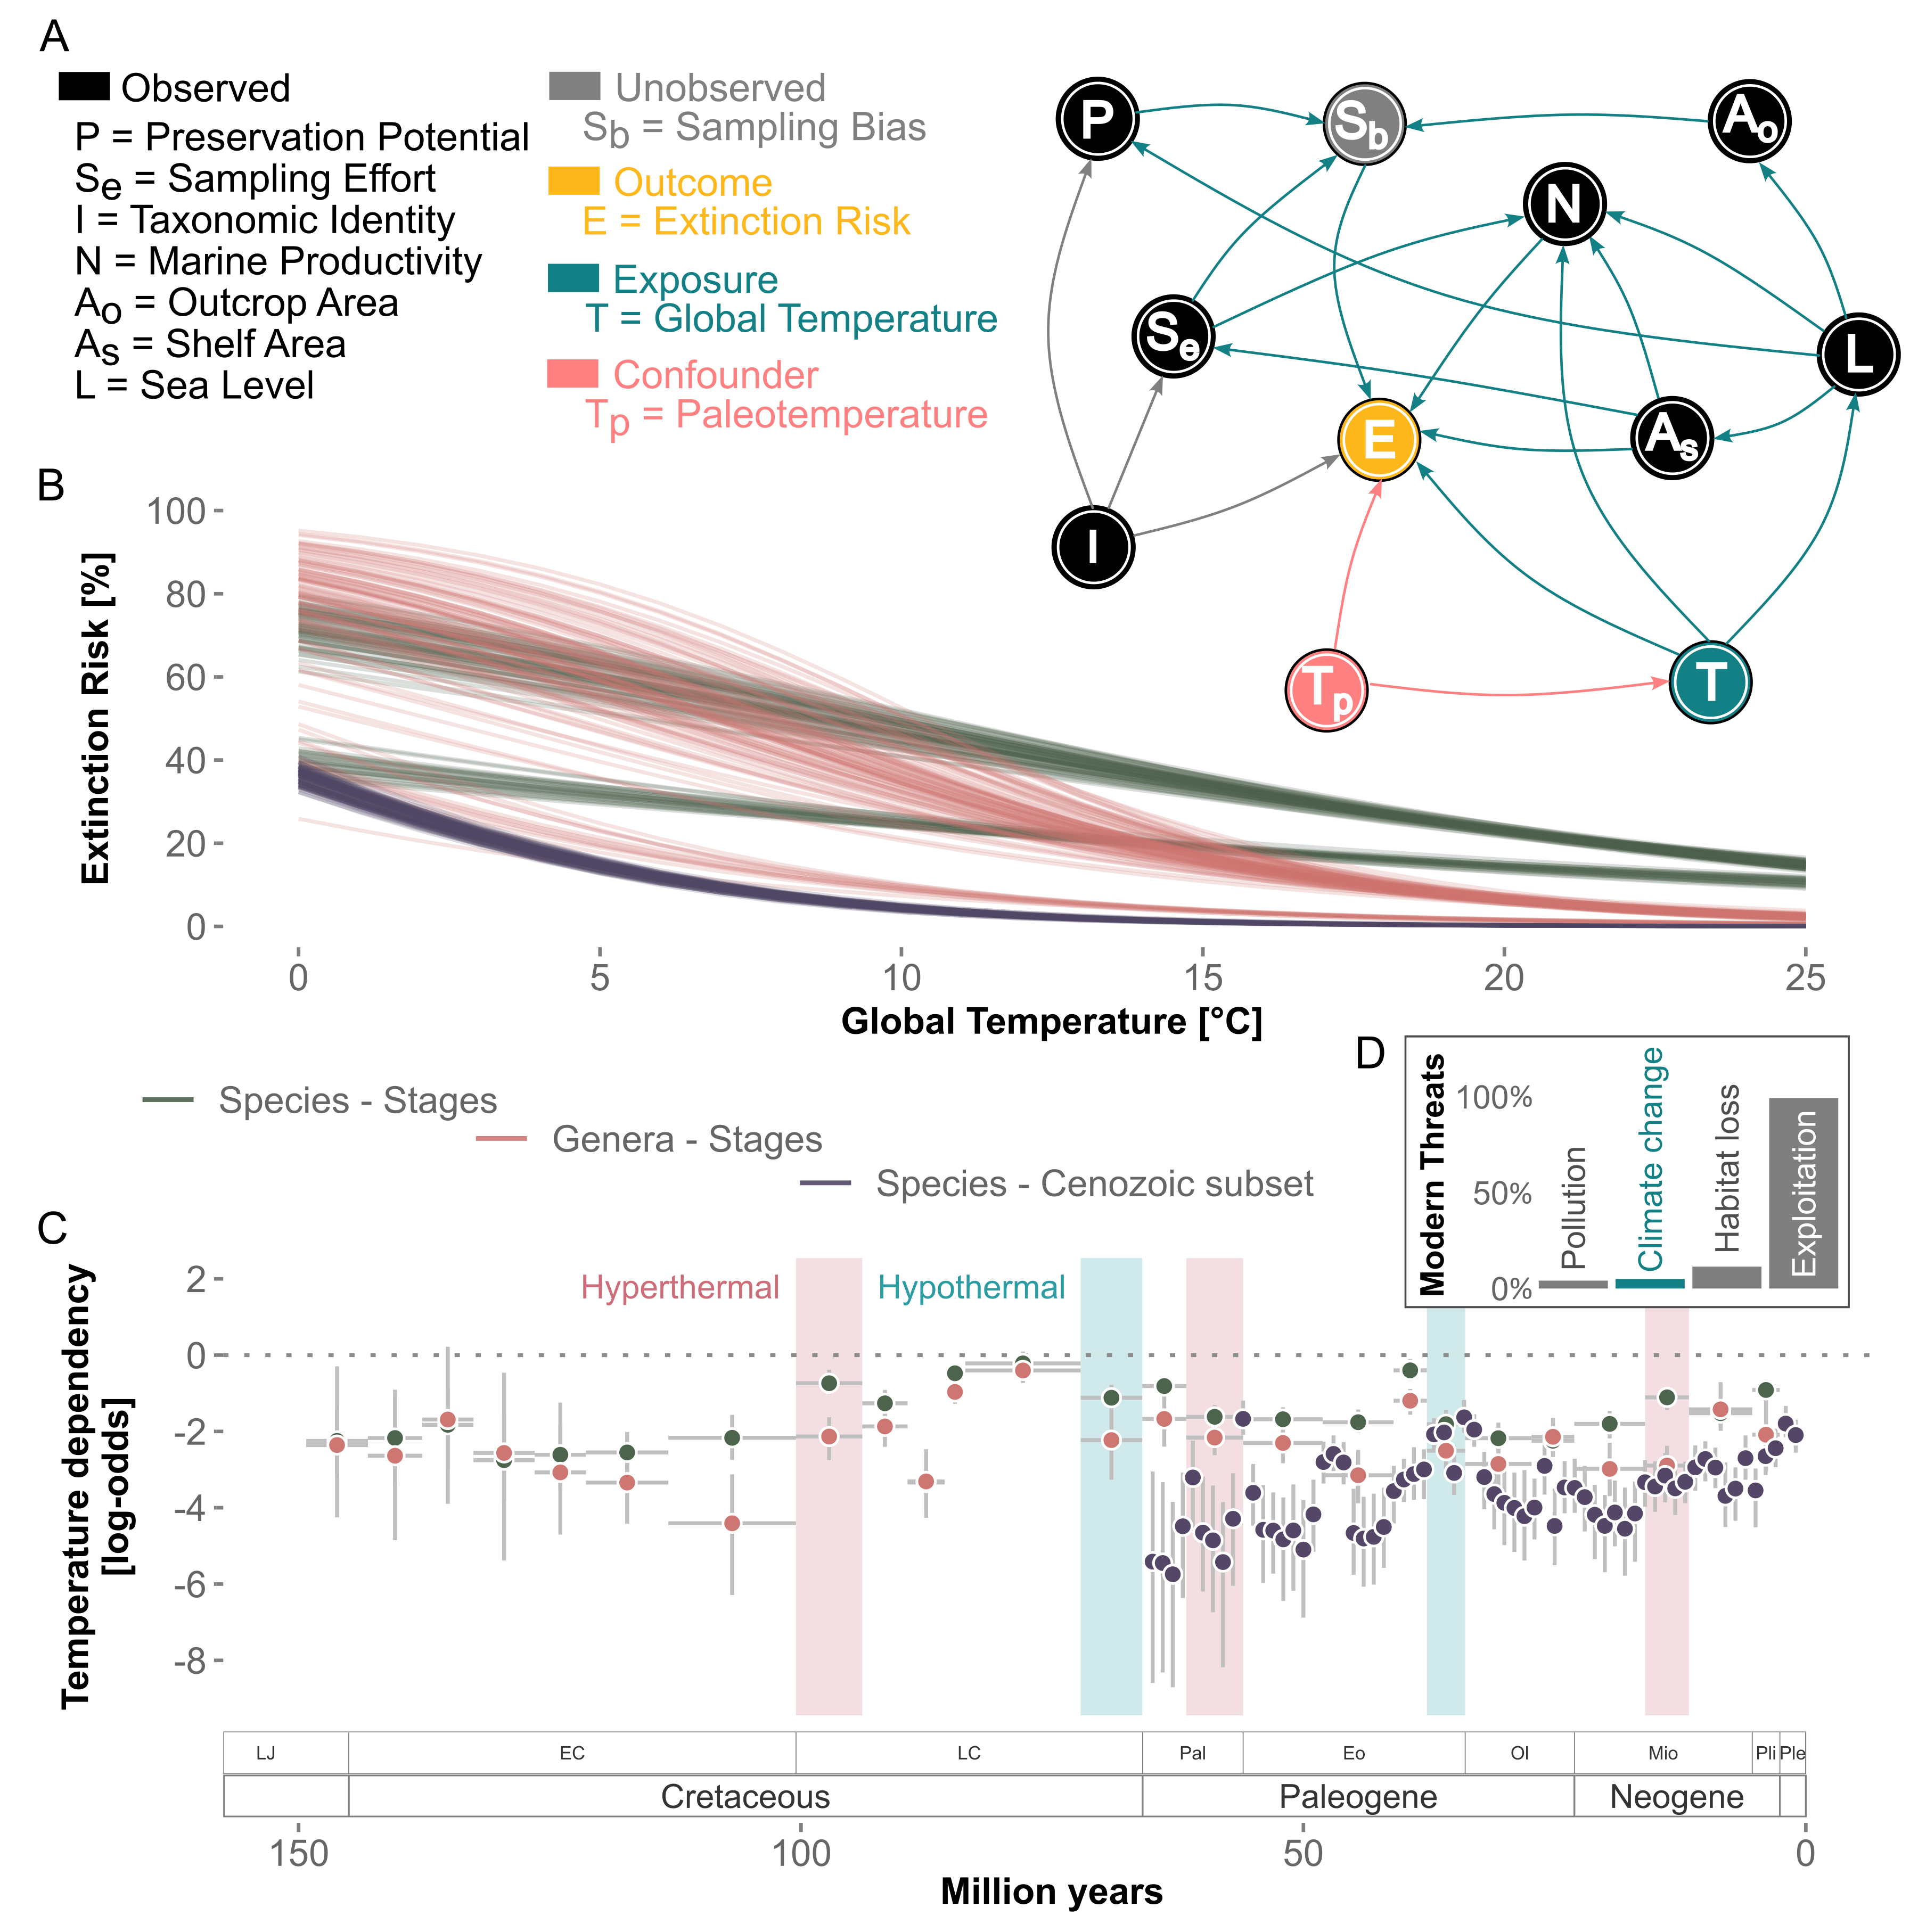 A
Observed
P = Preservation Potential
Se = Sampling Effort
I = Taxonomic Identity
N = Marine Productivity
Ao = Outcrop Area
As = Shelf Area
L = Sea Level
Unobserved
Sb = Sampling Bias
Outcome
E = Extinction Risk
Exposure
T = Global Temperature
Confounder
Tp = Paleotemperature
P
Sb
Ao
N
Se
L
E
As
I
Tp
T
B
Extinction Risk [%]
100
80
60
40
20
0
0 5 10 15 20 25
Global Temperature [°C]
Species - Stages
Genera - Stages
Species - Cenozoic subset
D
Modern Threats
100%
50%
0%
Pollution
Climate change
Habitat loss
Exploitation
C
Temperature dependency
[log-odds]
2
0
-2
-4
-6
-8
Hyperthermal
Hypothermal
LJ EC LC Pal Eo Ol Mio Pli Ple
Cretaceous Paleogene Neogene
150 100 50 0
Million years